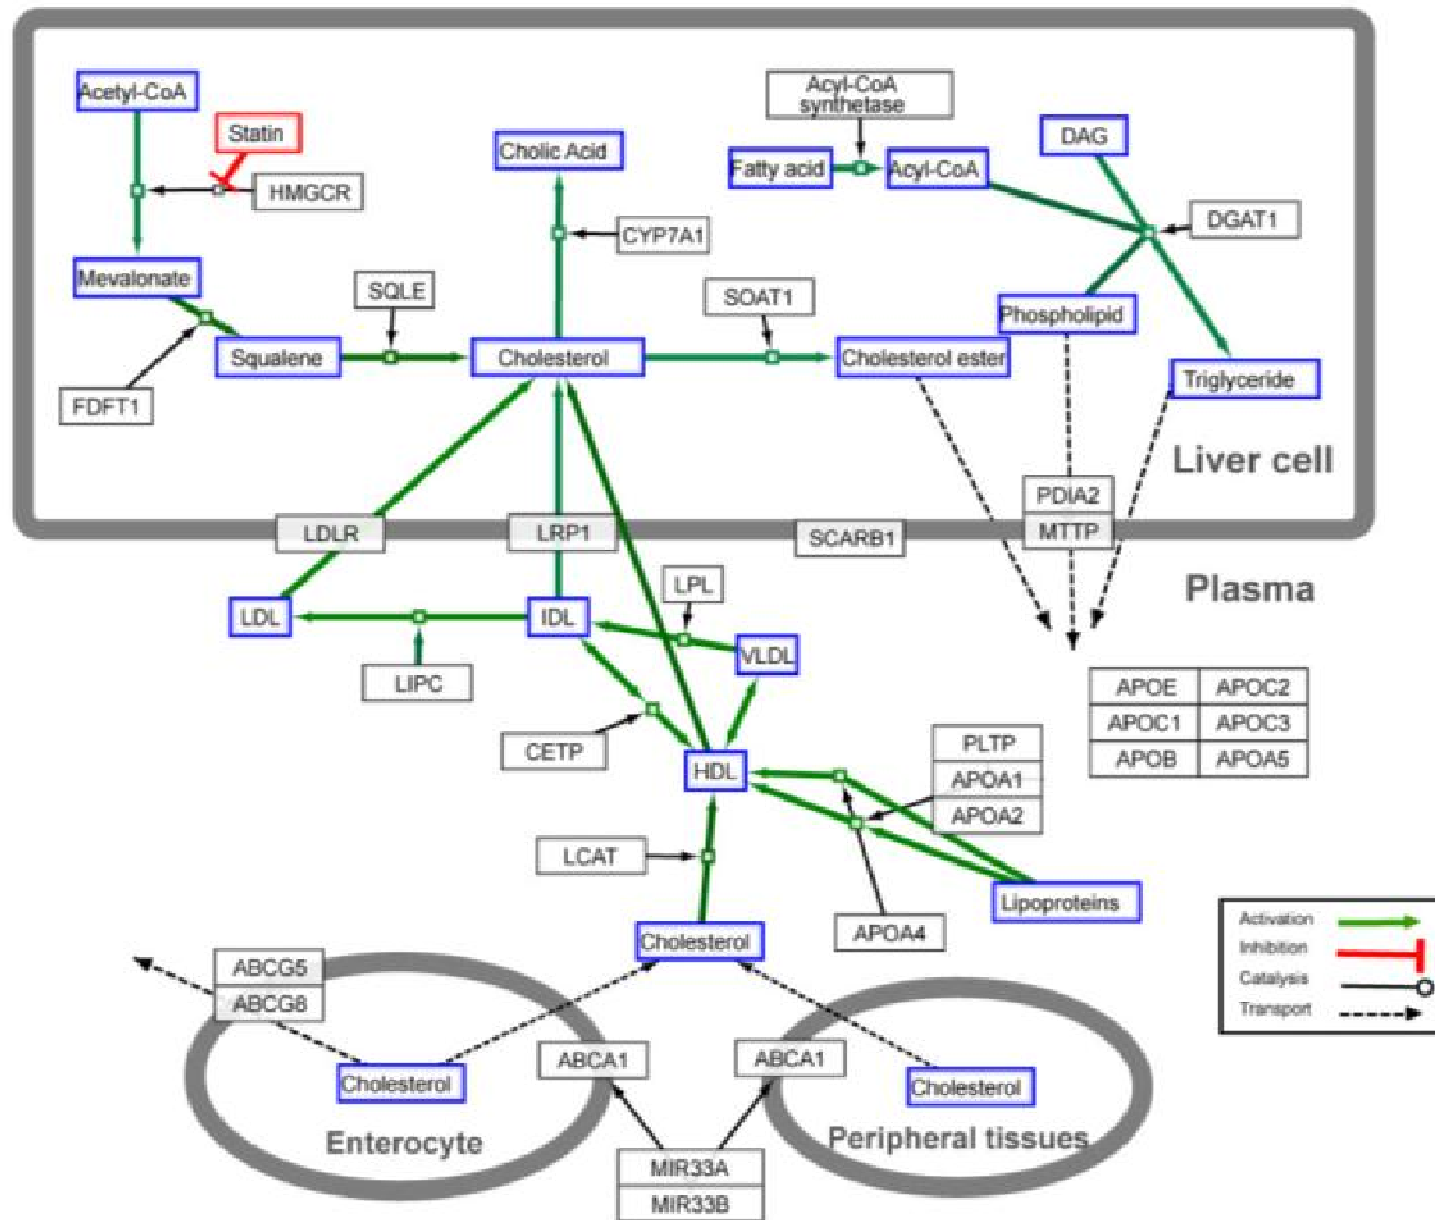 Acetyl-CoA
Statin
HMGCR
Mevalonate
FDFT1
Squalene
SQLE
Cholic Acid
CYP7A1
Cholesterol
SOAT1
Cholesterol ester
Acyl-CoA
synthetase
Fatty acid
Acyl-CoA
DAG
DGAT1
Phospholipid
Triglyceride
Liver cell
PDIA2
MTTP
LDLR
LRP1
SCARB1
Plasma
LDL
IDL
LPL
VLDL
LIPC
CETP
HDL
PLTP
APOA1
APOA2
APOE APOC2
APOC1 APOC3
APOB APOA5
LCAT
APOA4
Lipoproteins
Cholesterol
ABCG5
ABCG8
Cholesterol
ABCA1
Enterocyte
ABCA1
Cholesterol
Peripheral tissues
MIR33A
MIR33B
Activation
Inhibition
Catalysis
Transport